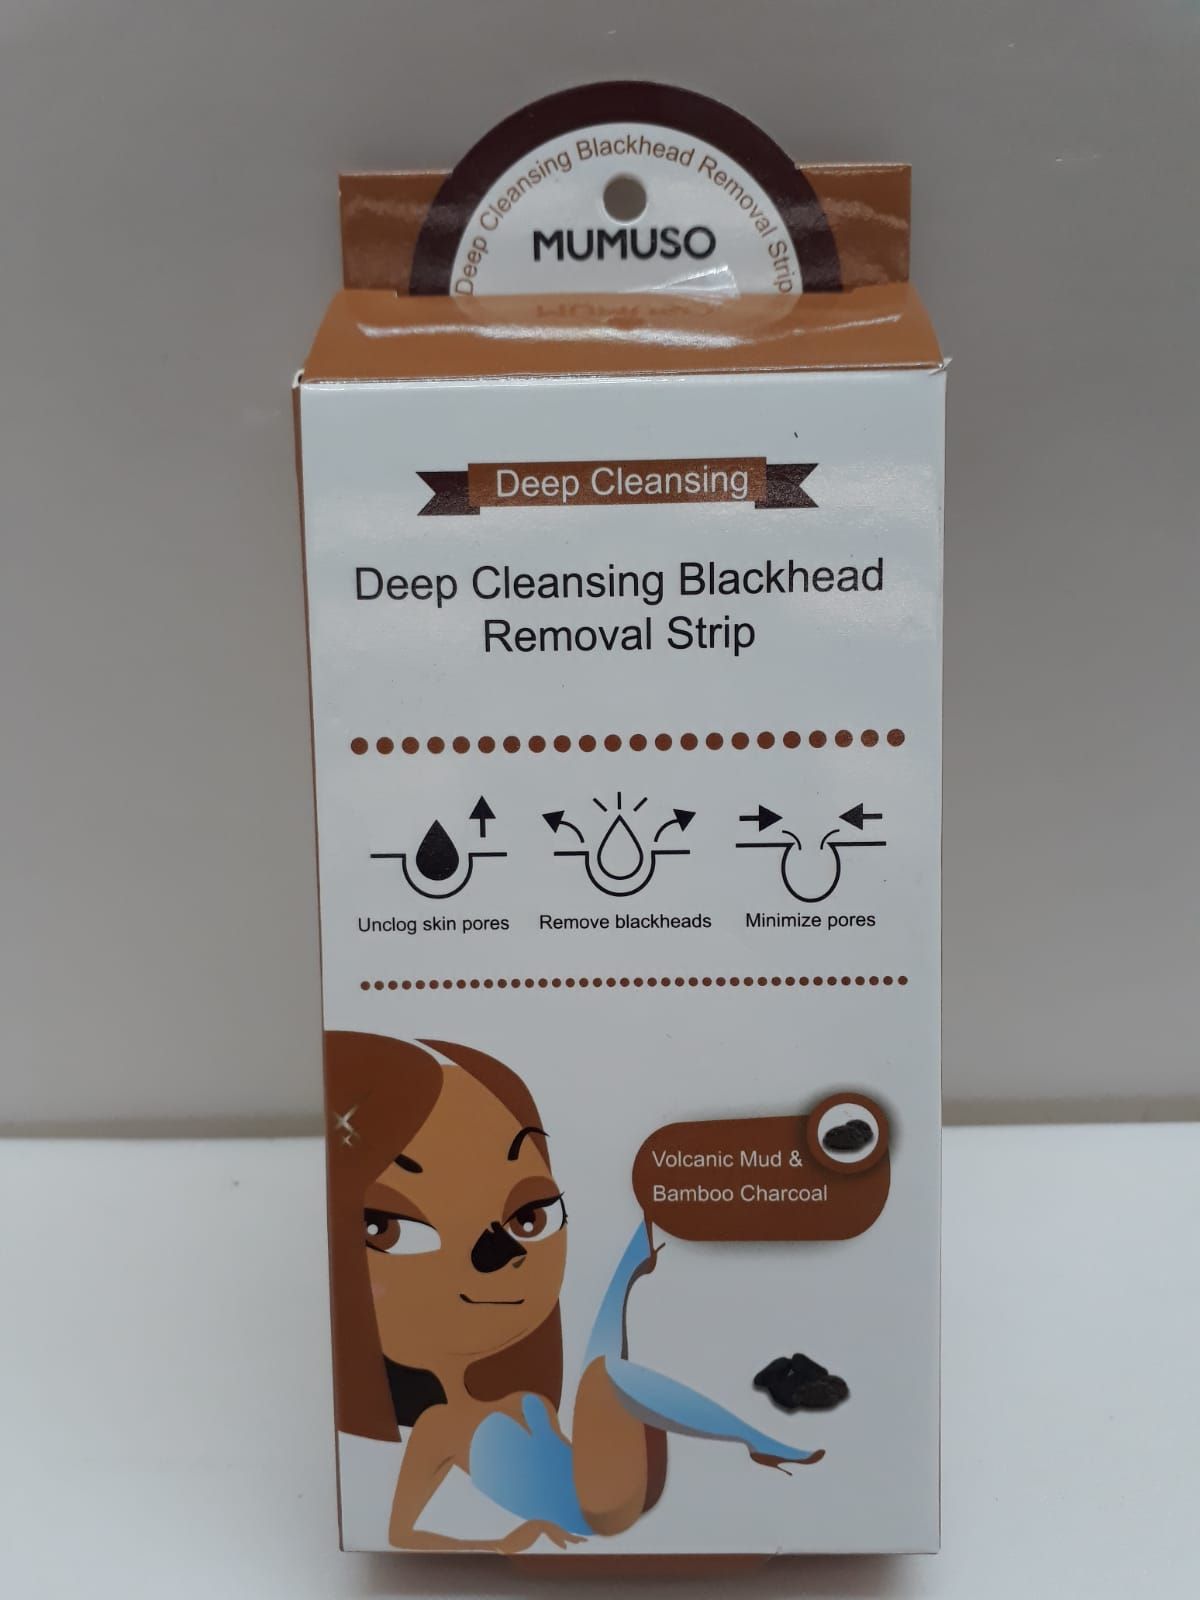 Deep Cleansing Blackhead Removal Strip
MUMUSO
Deep Cleansing
Deep Cleansing Blackhead
Removal Strip
Unclog skin pores
Remove blackheads
Minimize pores
Volcanic Mud &
Bamboo Charcoal